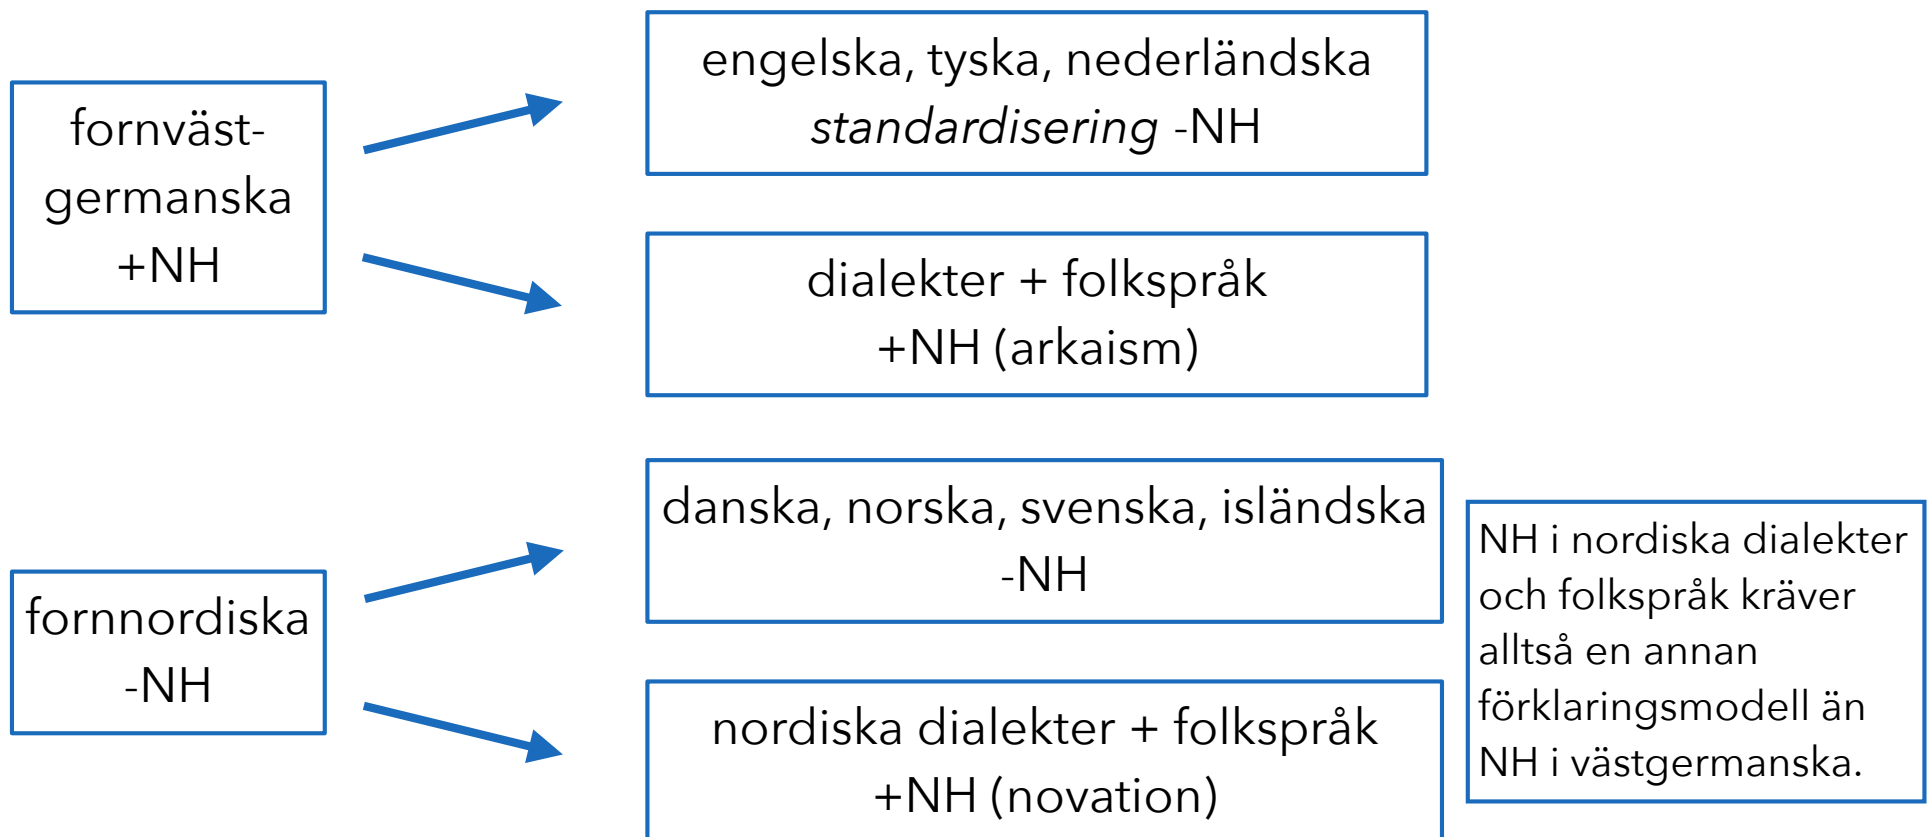 fornväst-
germanska
+NH
engelska, tyska, nederländska
standardisering -NH
dialekter + folkspråk
+NH (arkaism)
fornnordiska
-NH
danska, norska, svenska, isländska
-NH
nordiska dialekter + folkspråk
+NH (novation)
NH i nordiska dialekter
och folkspråk kräver
alltså en annan
förklaringsmodell än
NH i västgermanska.